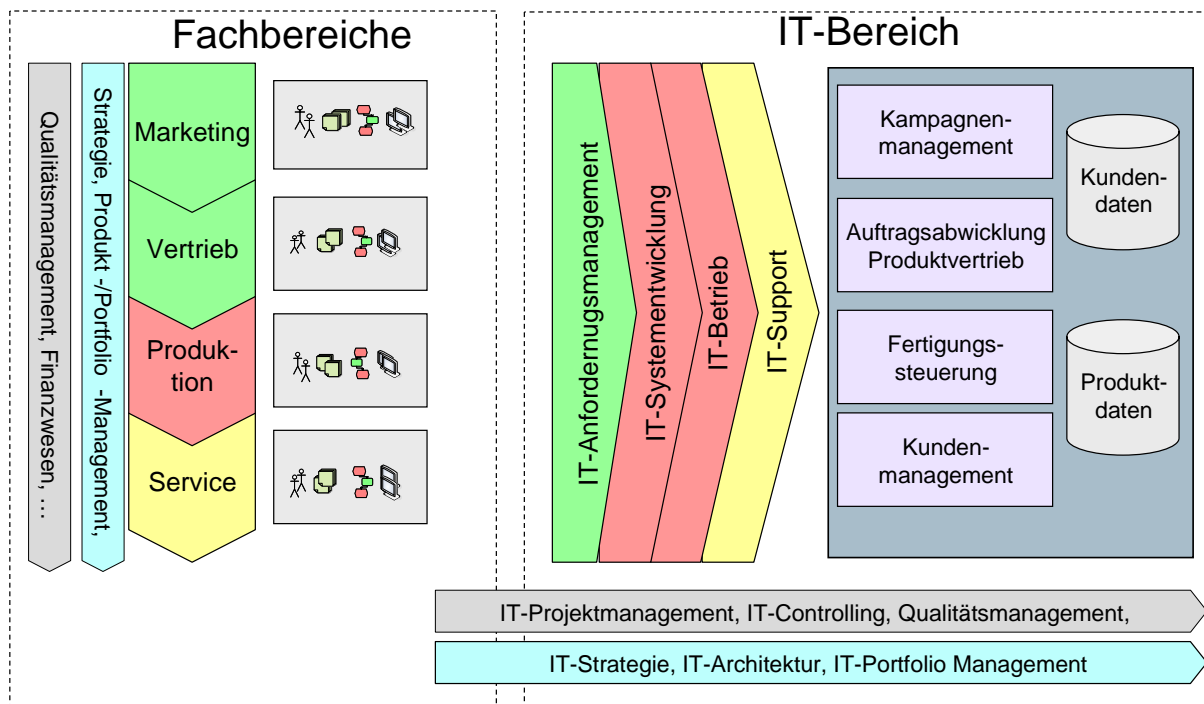 Fachbereiche
Qualitätsmanagement, Finanzwesen, …
Strategie, Produkt -/Portfolio -Management,
Marketing
Vertrieb
Produk-
tion
Service
IT-Bereich
IT-Anfordernugsmanagement
IT-Systementwicklung
IT-Betrieb
IT-Support
Kampagnen-
management
Auftragsabwicklung
Produktvertrieb
Fertigungs-
steuerung
Kunden-
management
Kunden-
daten
Produkt-
daten
IT-Projektmanagement, IT-Controlling, Qualitätsmanagement,
IT-Strategie, IT-Architektur, IT-Portfolio Management